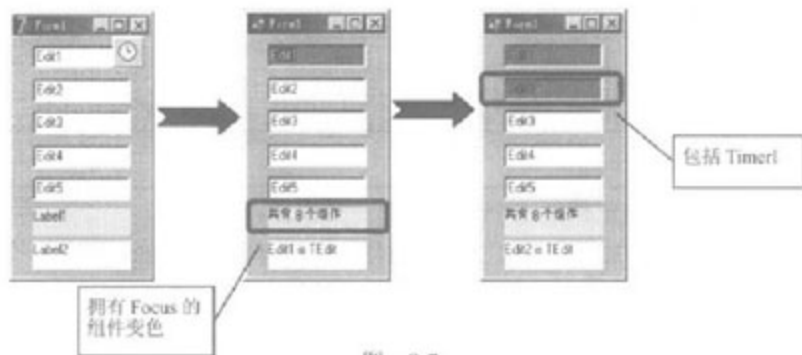 Form1
Edit1
Edit2
Edit3
Edit4
Edit5
Label1
Label2
Form1
Edit1
Edit2
Edit3
Edit4
Edit5
共有 8 个组件
Edit1 a TEdit
Form1
Edit3
Edit4
Edit5
共有 8 个组件
Edit2 a TEdit
包括 Timer1
拥有 Focus 的
组件变色